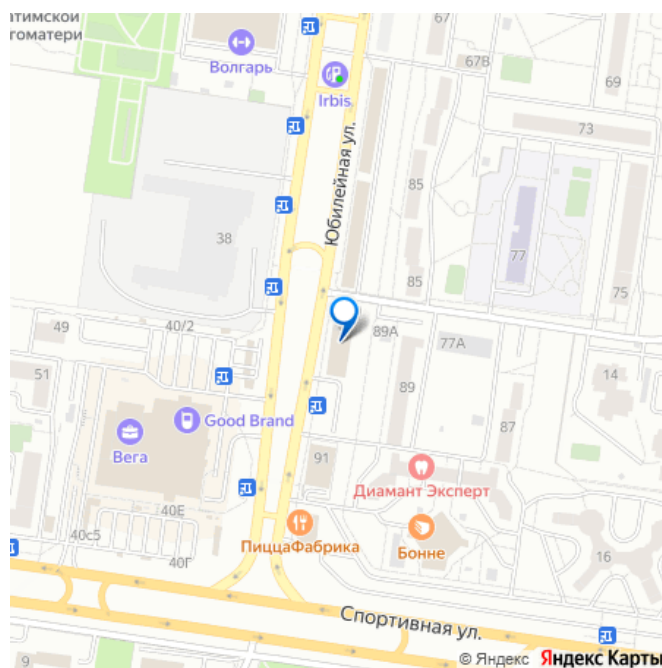 атимской
гоматери
Волгарь
Irbis
67
67В
69
73
Юбилейная ул.
85
77
38
85
75
49
40/2
89А
77А
51
14
89
Good Brand
Вега
87
91
Диамант Эксперт
40Е
ПиццаФабрика
40с5
40Г
Бонне
16
Спортивная ул.
9
© Яндекс Яндекс Карты